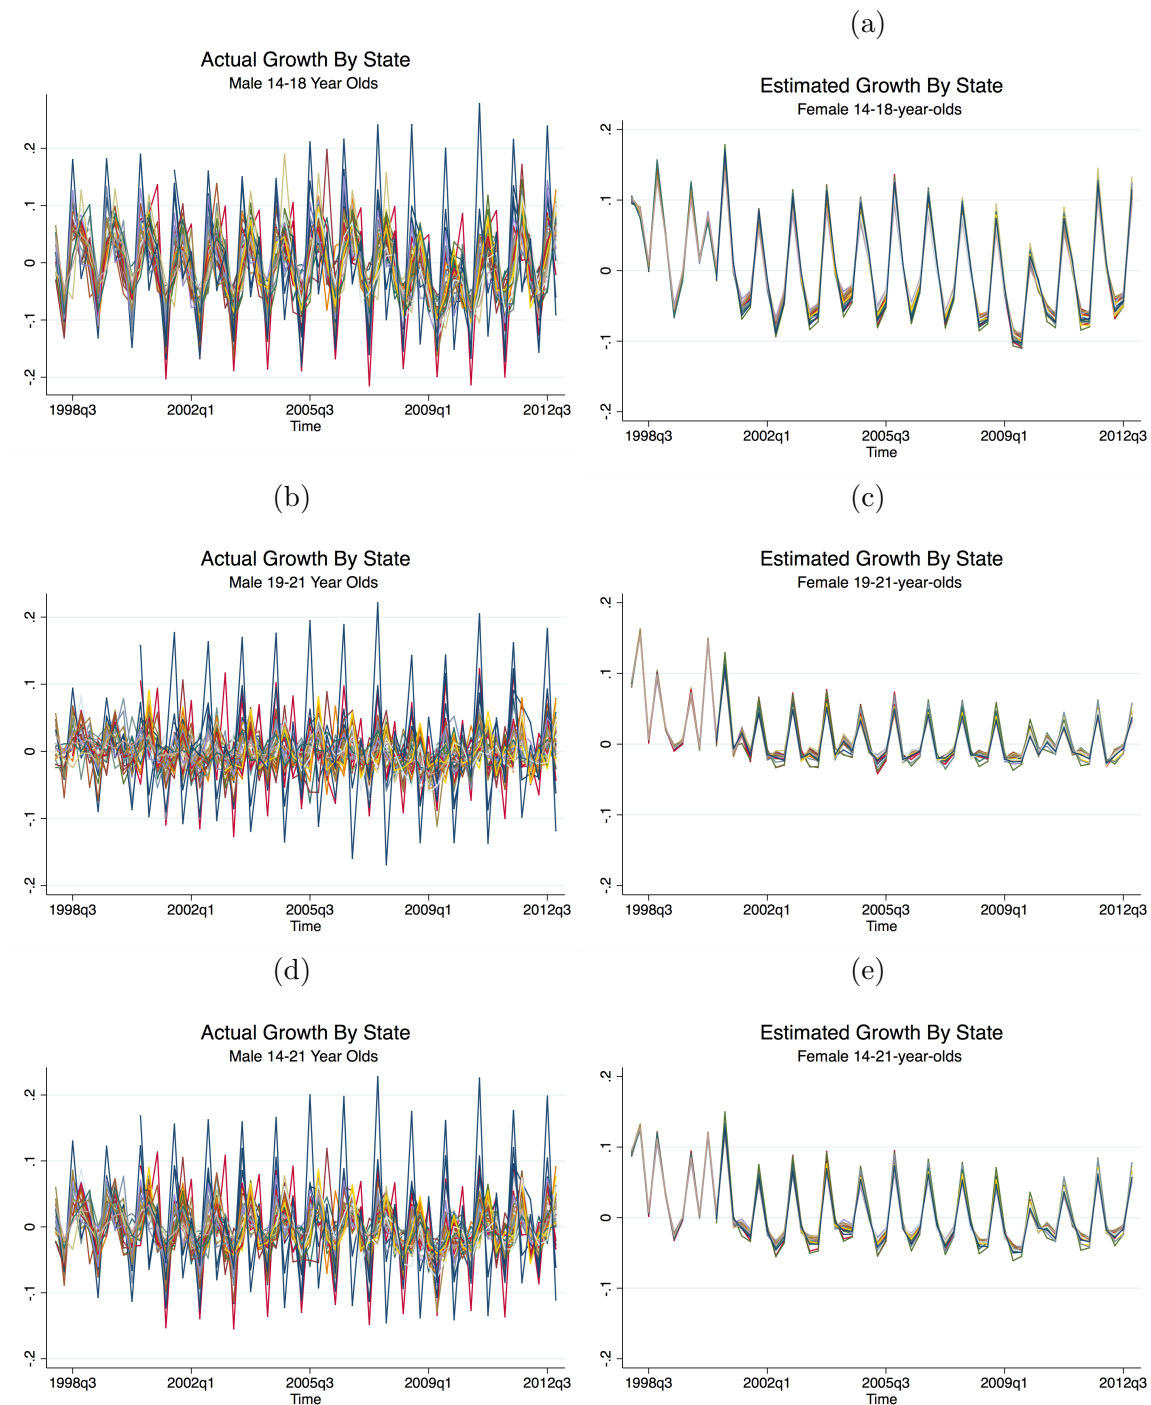 (a)
Actual Growth By State
Male 14-18 Year Olds
.2
.1
0
-.1
-.2
1998q3 2002q1 2005q3 2009q1 2012q3
Time
Estimated Growth By State
Female 14-18-year-olds
.2
.1
0
-.1
-.2
1998q3 2002q1 2005q3 2009q1 2012q3
Time
(b)
(c)
Actual Growth By State
Male 19-21 Year Olds
.2
.1
0
-.1
-.2
1998q3 2002q1 2005q3 2009q1 2012q3
Time
Estimated Growth By State
Female 19-21-year-olds
.2
.1
0
-.1
-.2
1998q3 2002q1 2005q3 2009q1 2012q3
Time
(d)
(e)
Actual Growth By State
Male 14-21 Year Olds
.2
.1
0
-.1
-.2
1998q3 2002q1 2005q3 2009q1 2012q3
Time
Estimated Growth By State
Female 14-21-year-olds
.2
.1
0
-.1
-.2
1998q3 2002q1 2005q3 2009q1 2012q3
Time